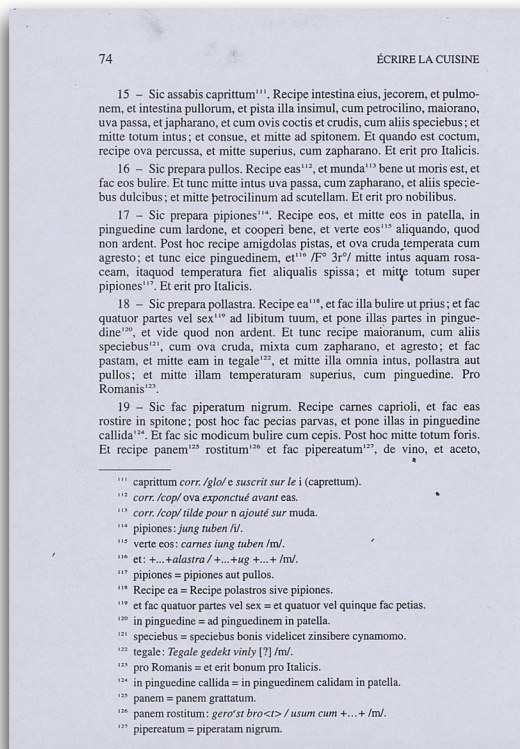 74 ÉCRIRE LA CUISINE
15 – Sic assabis caprittum¹¹¹. Recipe intestina eius, jecorem, et pulmo-
nem, et intestina pullorum, et pista illa insimul, cum petrocilino, maiorano,
uva passa, et japharano, et cum ovis coctis et crudis, cum aliis speciebus; et
mitte totum intus; et consue, et mitte ad spitonem. Et quando est coctum,
recipe ova percussa, et mitte superius, cum zapharano. Et erit pro Italicis.
16 – Sic prepara pullos. Recipe eas¹¹², et munda¹¹³ bene ut moris est, et
fac eos bulire. Et tunc mitte intus uva passa, cum zapharano, et aliis specie-
bus dulcibus; et mitte petrocilinum ad scutellam. Et erit pro nobilibus.
17 – Sic prepara pipiones¹¹⁴. Recipe eos, et mitte eos in patella, in
pinguedine cum lardone, et cooperi bene, et verte eos¹¹⁵ aliquando, quod
non ardent. Post hoc recipe amigdolas pistas, et ova cruda temperata cum
agresto; et tunc eice pinguedinem, et¹¹⁶ /F° 3r°/ mitte intus aquam rosa-
ceam, itaquod temperatura fiet aliqualis spissa; et mitte totum super
pipiones¹¹⁷. Et erit pro Italicis.
18 – Sic prepara pollastra. Recipe ea¹¹⁸, et fac illa bulire ut prius; et fac
quatuor partes vel sex¹¹⁹ ad libitum tuum, et pone illas partes in pingue-
dine¹²⁰, et vide quod non ardent. Et tunc recipe maioranum, cum aliis
speciebus¹²¹, cum ova cruda, mixta cum zapharano, et agresto; et fac
pastam, et mitte eam in tegale¹²², et mitte illa omnia intus, pollastra aut
pullos; et mitte illam temperaturam superius, cum pinguedine. Pro
Romanis¹²³.
19 – Sic fac piperatum nigrum. Recipe carnes caprioli, et fac eas
rostire in spitone; post hoc fac pecias parvas, et pone illas in pinguedine
callida¹²⁴. Et fac sic modicum bulire cum cepis. Post hoc mitte totum foris.
Et recipe panem¹²⁵ rostitum¹²⁶ et fac pipereatum¹²⁷, de vino, et aceto,
¹¹¹ caprittum corr. /glo/ e suscrit sur le i (caprettum).
¹¹² corr. /cop/ ova exponctué avant eas.
¹¹³ corr. /cop/ tilde pour n ajouté sur muda.
¹¹⁴ pipiones: jung tuben /i/.
¹¹⁵ verte eos: carnes iung tuben /m/.
¹¹⁶ et: +...+alastra / +...+ug +...+ /m/.
¹¹⁷ pipiones = pipiones aut pullos.
¹¹⁸ Recipe ea = Recipe polastros sive pipiones.
¹¹⁹ et fac quatuor partes vel sex = et quatuor vel quinque fac petias.
¹²⁰ in pinguedine = ad pinguedinem in patella.
¹²¹ speciebus = speciebus bonis videlicet zinsibere cynamomo.
¹²² tegale: Tegale gedekt vinly [?] /m/.
¹²³ pro Romanis = et erit bonum pro Italicis.
¹²⁴ in pinguedine callida = in pinguedinem calidam in patella.
¹²⁵ panem = panem grattatum.
¹²⁶ panem rostitum: geroᵉst bro<t> / usum cum +...+ /m/.
¹²⁷ pipereatum = piperatam nigrum.